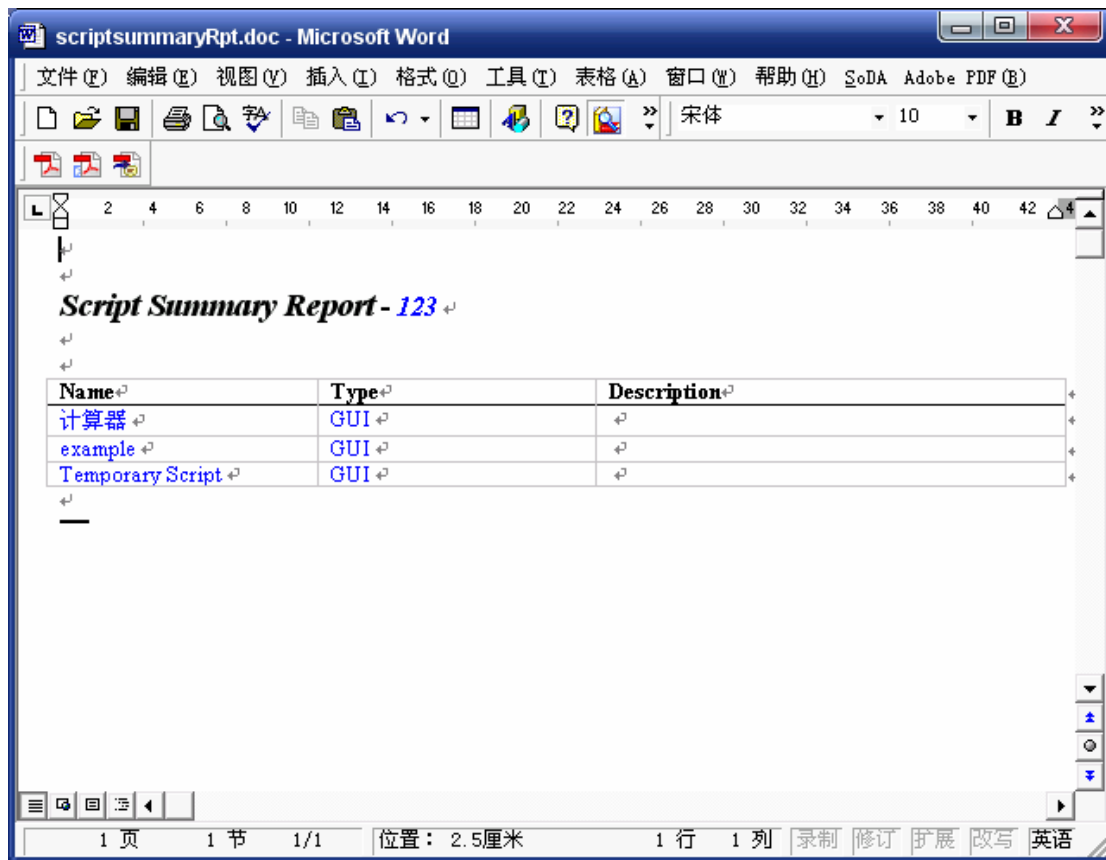 scriptsummaryRpt.doc - Microsoft Word
文件(F) 编辑(E) 视图(V) 插入(I) 格式(O) 工具(T) 表格(A) 窗口(W) 帮助(H) SoDA Adobe PDF(B)
宋体 10 B I
L 2 4 6 8 10 12 14 16 18 20 22 24 26 28 30 32 34 36 38 40 42 4
Script Summary Report - 123
Name Type Description
计算器 GUI
example GUI
Temporary Script GUI
1 页 1 节 1/1 位置： 2.5厘米 1 行 1 列 录制 修订 扩展 改写 英语